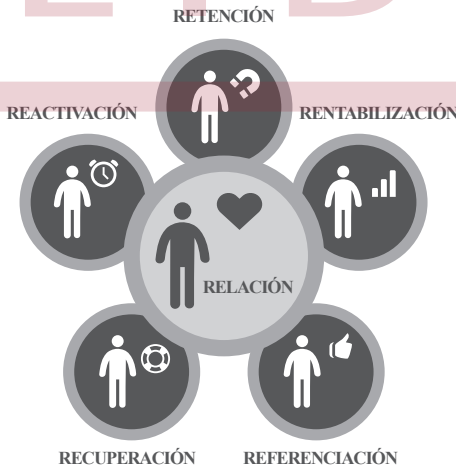 RETENCIÓN
REACTIVACIÓN
RENTABILIZACIÓN
RELACIÓN
RECUPERACIÓN
REFERENCIACIÓN